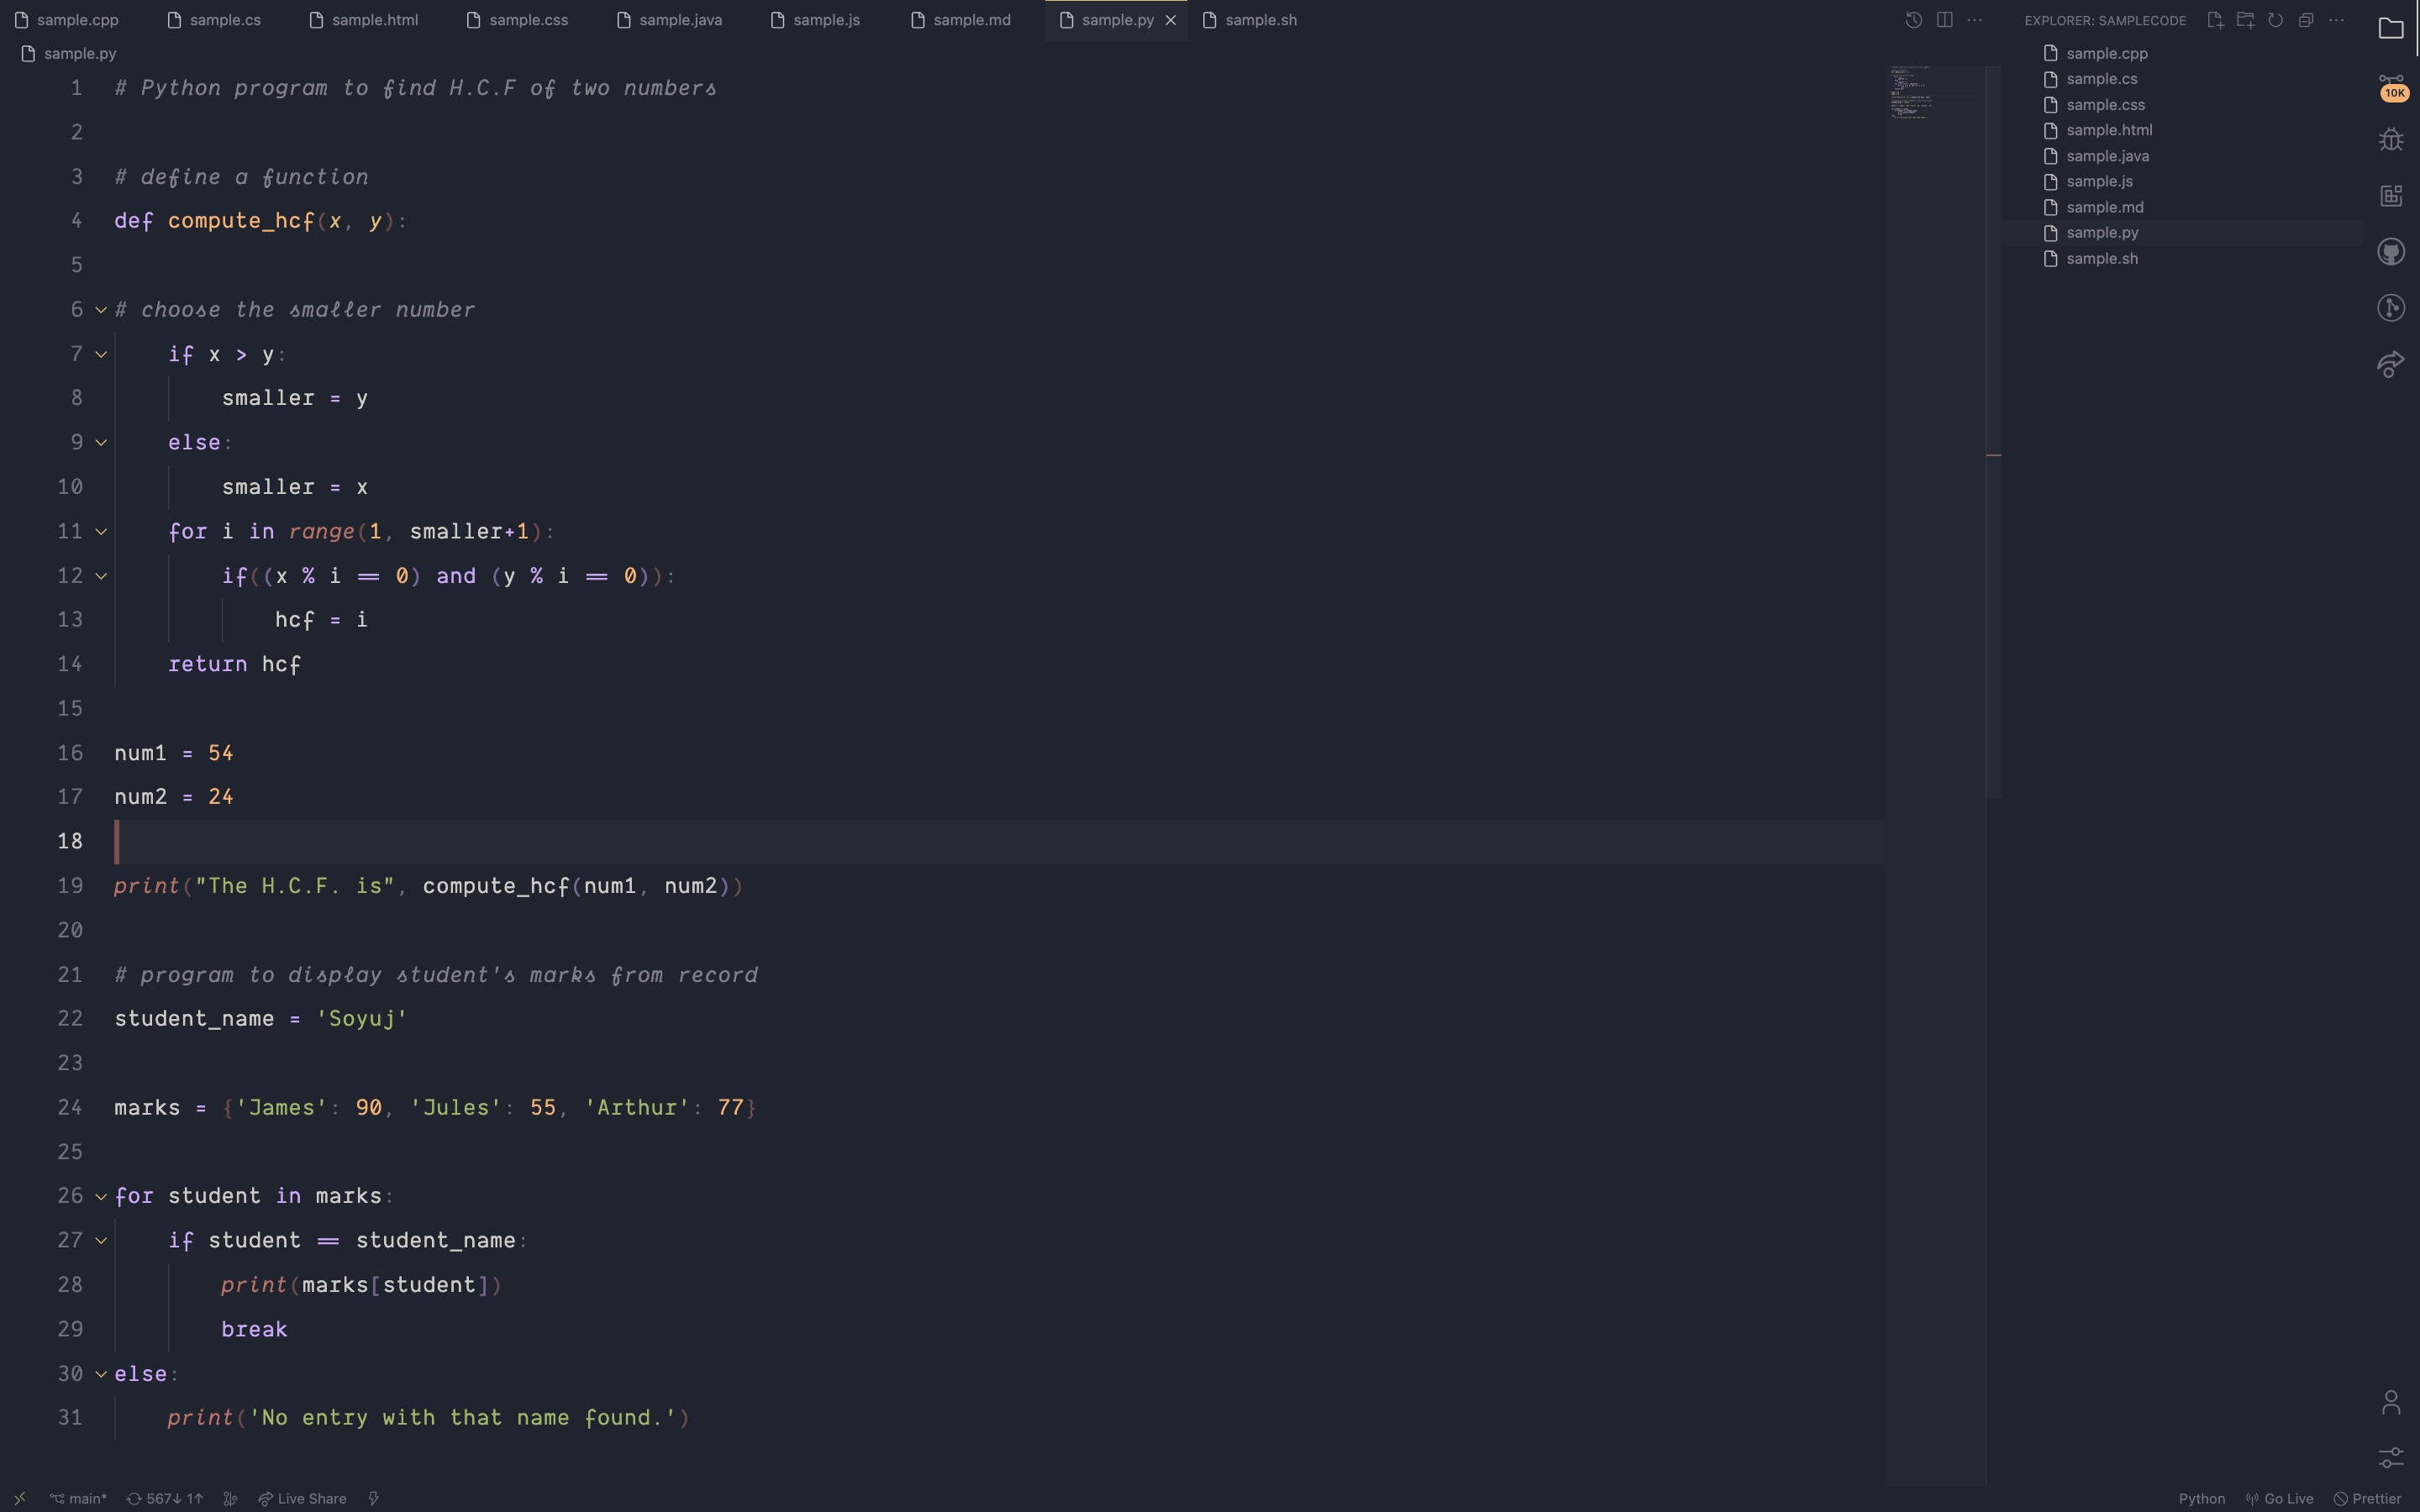 sample.cpp sample.cs sample.html sample.css sample.java sample.js sample.md sample.py sample.sh
sample.py
1 # Python program to find H.C.F of two numbers
2
3 # define a function
4 def compute_hcf(x, y):
5
6 # choose the smaller number
7     if x > y:
8         smaller = y
9     else:
10         smaller = x
11     for i in range(1, smaller+1):
12         if((x % i == 0) and (y % i == 0)):
13             hcf = i
14     return hcf
15
16 num1 = 54
17 num2 = 24
18
19 print("The H.C.F. is", compute_hcf(num1, num2))
20
21 # program to display student's marks from record
22 student_name = 'Soyuj'
23
24 marks = {'James': 90, 'Jules': 55, 'Arthur': 77}
25
26 for student in marks:
27     if student == student_name:
28         print(marks[student])
29         break
30 else:
31     print('No entry with that name found.')
EXPLORER: SAMPLECODE
sample.cpp
sample.cs
sample.css
sample.html
sample.java
sample.js
sample.md
sample.py
sample.sh
10K
main* 567↓ 1↑ Live Share
Python Go Live Prettier